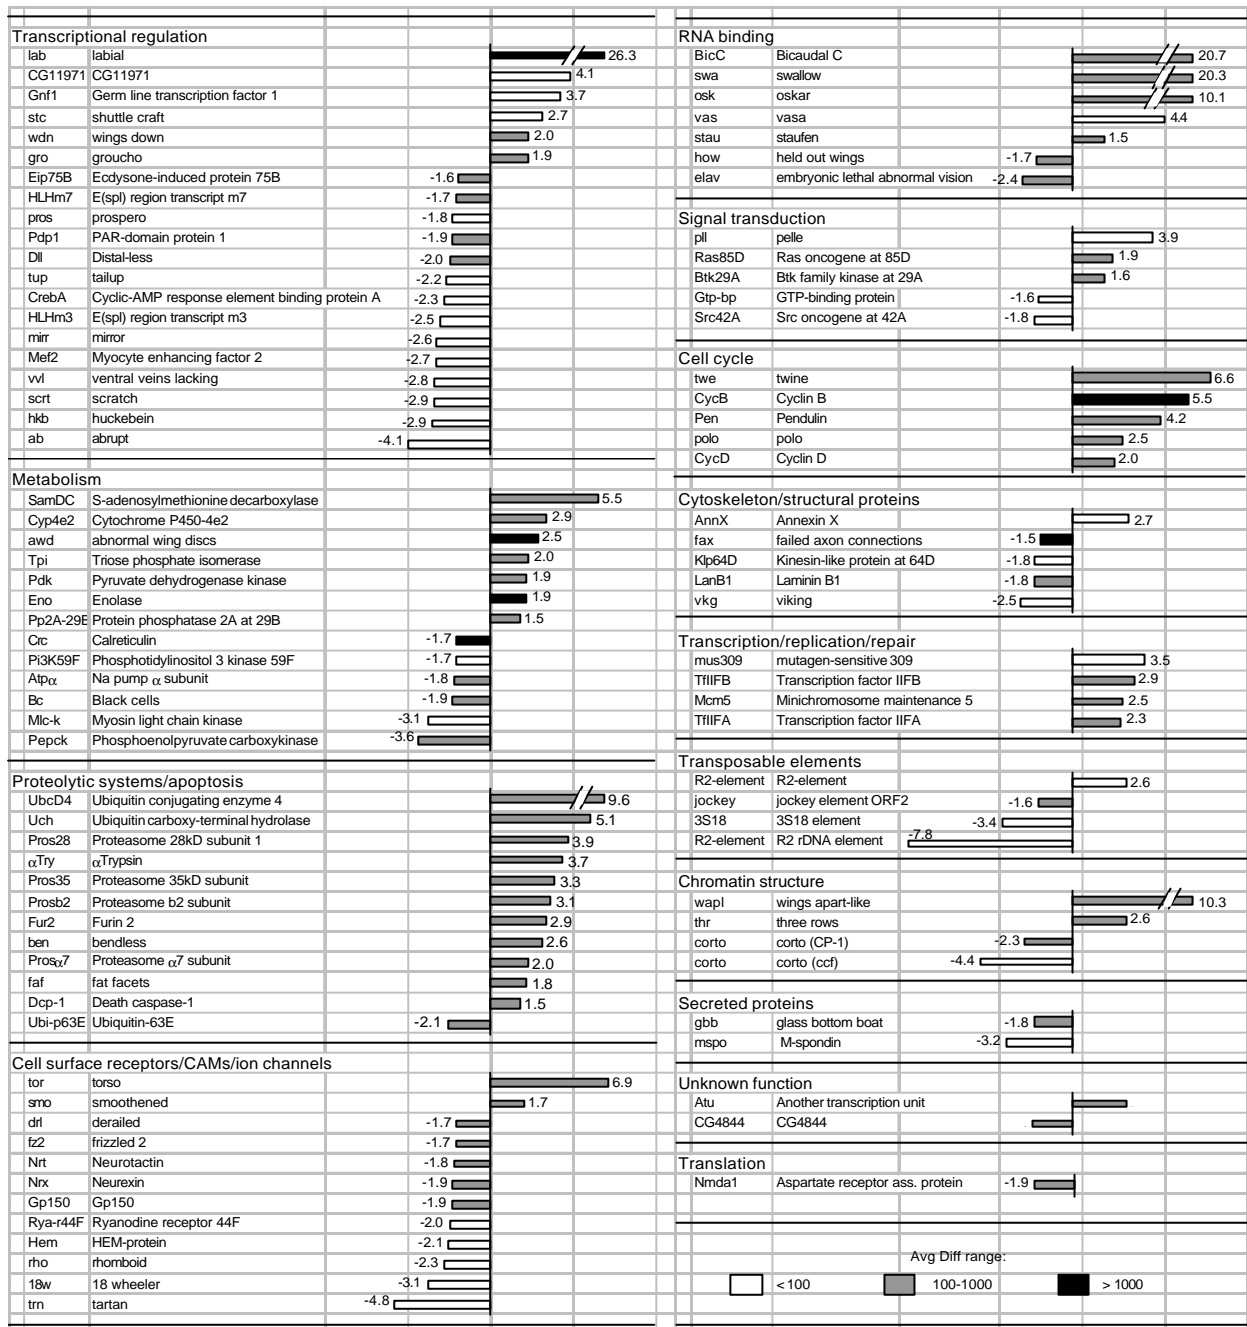 Transcriptional regulation
lab labial 26.3
CG11971 CG11971 4.1
Gnf1 Germ line transcription factor 1 3.7
stc shuttle craft 2.7
wdn wings down 2.0
gro groucho 1.9
Eip75B Ecdysone-induced protein 75B -1.6
HLHm7 E(spl) region transcript m7 -1.7
pros prospero -1.8
Pdp1 PAR-domain protein 1 -1.9
Dll Distal-less -2.0
tup tailup -2.2
CrebA Cyclic-AMP response element binding protein A -2.3
HLHm3 E(spl) region transcript m3 -2.5
mirr mirror -2.6
Mef2 Myocyte enhancing factor 2 -2.7
vvl ventral veins lacking -2.8
scrt scratch -2.9
hkb huckebein -2.9
ab abrupt -4.1
Metabolism
SamDC S-adenosylmethionine decarboxylase 5.5
Cyp4e2 Cytochrome P450-4e2 2.9
awd abnormal wing discs 2.5
Tpi Triose phosphate isomerase 2.0
Pdk Pyruvate dehydrogenase kinase 1.9
Eno Enolase 1.9
Pp2A-29B Protein phosphatase 2A at 29B 1.5
Crc Calreticulin -1.7
Pi3K59F Phosphotidylinositol 3 kinase 59F -1.7
Atpα Na pump α subunit -1.8
Bc Black cells -1.9
Mlc-k Myosin light chain kinase -3.1
Pepck Phosphoenolpyruvate carboxykinase -3.6
Proteolytic systems/apoptosis
UbcD4 Ubiquitin conjugating enzyme 4 9.6
Uch Ubiquitin carboxy-terminal hydrolase 5.1
Pros28 Proteasome 28kD subunit 1 3.9
αTry αTrypsin 3.7
Pros35 Proteasome 35kD subunit 3.3
Prosb2 Proteasome b2 subunit 3.1
Fur2 Furin 2 2.9
ben bendless 2.6
Prosα7 Proteasome α7 subunit 2.0
faf fat facets 1.8
Dcp-1 Death caspase-1 1.5
Ubi-p63E Ubiquitin-63E -2.1
Cell surface receptors/CAMs/ion channels
tor torso 6.9
smo smoothened 1.7
drl derailed -1.7
fz2 frizzled 2 -1.7
Nrt Neurotactin -1.8
Nrx Neurexin -1.9
Gp150 Gp150 -1.9
Rya-r44F Ryanodine receptor 44F -2.0
Hem HEM-protein -2.1
rho rhomboid -2.3
18w 18 wheeler -3.1
trn tartan -4.8
RNA binding
BicC Bicaudal C 20.7
swa swallow 20.3
osk oskar 10.1
vas vasa 4.4
stau staufen 1.5
how held out wings -1.7
elav embryonic lethal abnormal vision -2.4
Signal transduction
pll pelle 3.9
Ras85D Ras oncogene at 85D 1.9
Btk29A Btk family kinase at 29A 1.6
Gtp-bp GTP-binding protein -1.6
Src42A Src oncogene at 42A -1.8
Cell cycle
twe twine 6.6
CycB Cyclin B 5.5
Pen Pendulin 4.2
polo polo 2.5
CycD Cyclin D 2.0
Cytoskeleton/structural proteins
AnnX Annexin X 2.7
fax failed axon connections -1.5
Klp64D Kinesin-like protein at 64D -1.8
LanB1 Laminin B1 -1.8
vkg viking -2.5
Transcription/replication/repair
mus309 mutagen-sensitive 309 3.5
TfIIFB Transcription factor IIFB 2.9
Mcm5 Minichromosome maintenance 5 2.5
TfIIFA Transcription factor IIFA 2.3
Transposable elements
R2-element R2-element 2.6
jockey jockey element ORF2 -1.6
3S18 3S18 element -3.4
R2-element R2 rDNA element -7.8
Chromatin structure
wapl wings apart-like 10.3
thr three rows 2.6
corto corto (CP-1) -2.3
corto corto (ccf) -4.4
Secreted proteins
gbb glass bottom boat -1.8
mspo M-spondin -3.2
Unknown function
Atu Another transcription unit
CG4844 CG4844
Translation
Nmda1 Aspartate receptor ass. protein -1.9
Avg Diff range:
< 100 100-1000 > 1000